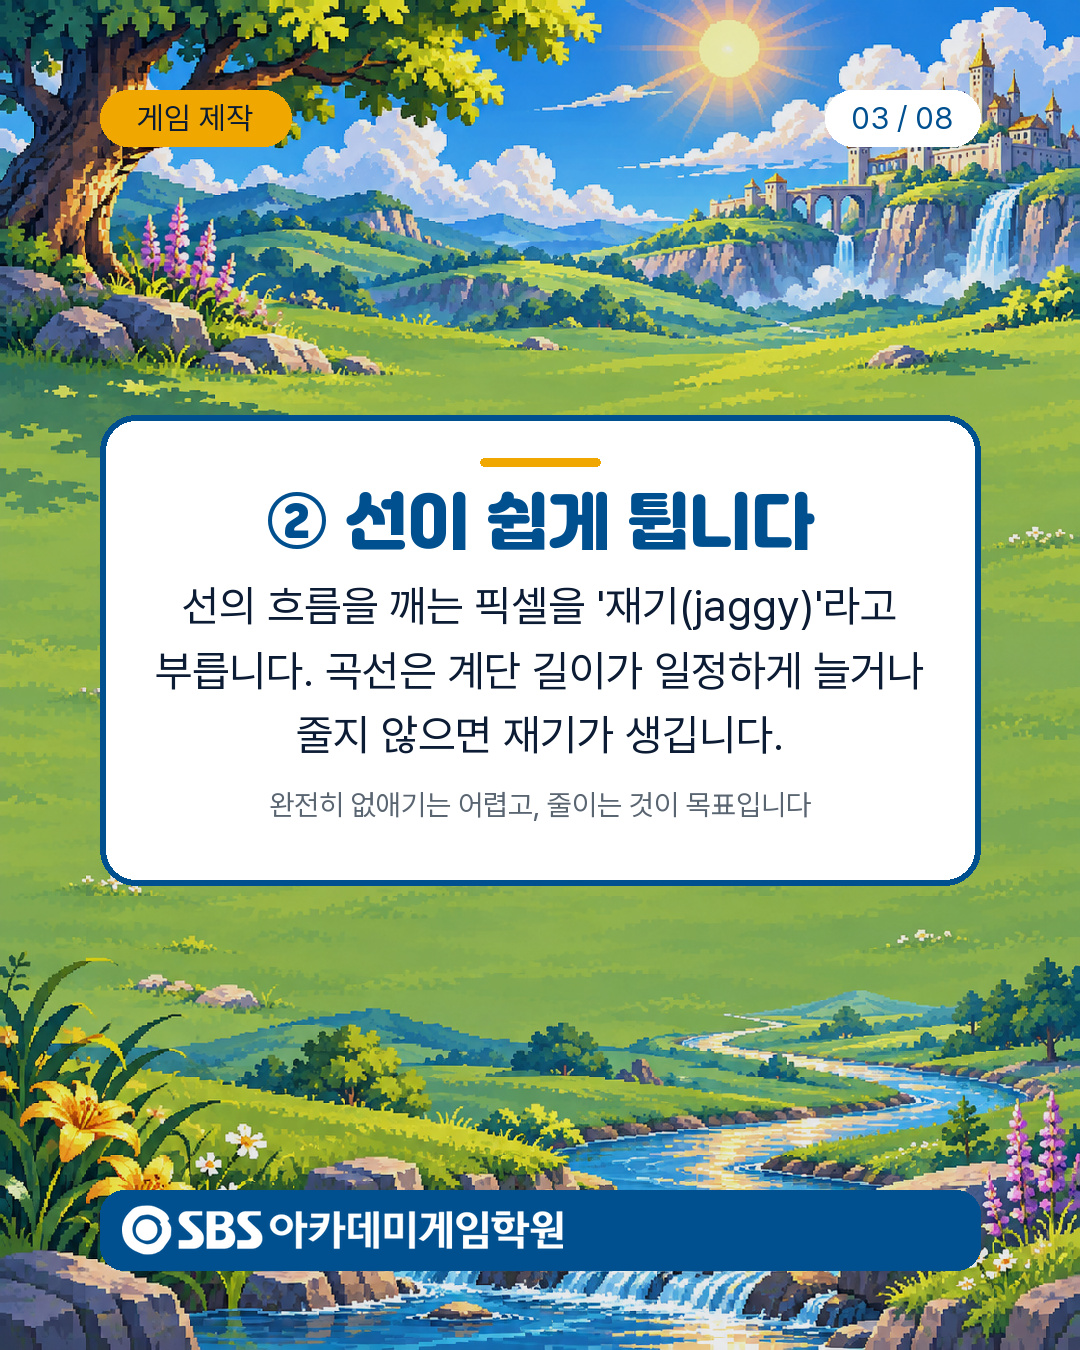 게임 제작
03 / 08
② 선이 쉽게 튑니다
선의 흐름을 깨는 픽셀을 '재기(jaggy)'라고
부릅니다. 곡선은 계단 길이가 일정하게 늘거나
줄지 않으면 재기가 생깁니다.
완전히 없애기는 어렵고, 줄이는 것이 목표입니다
SBS 아카데미게임학원